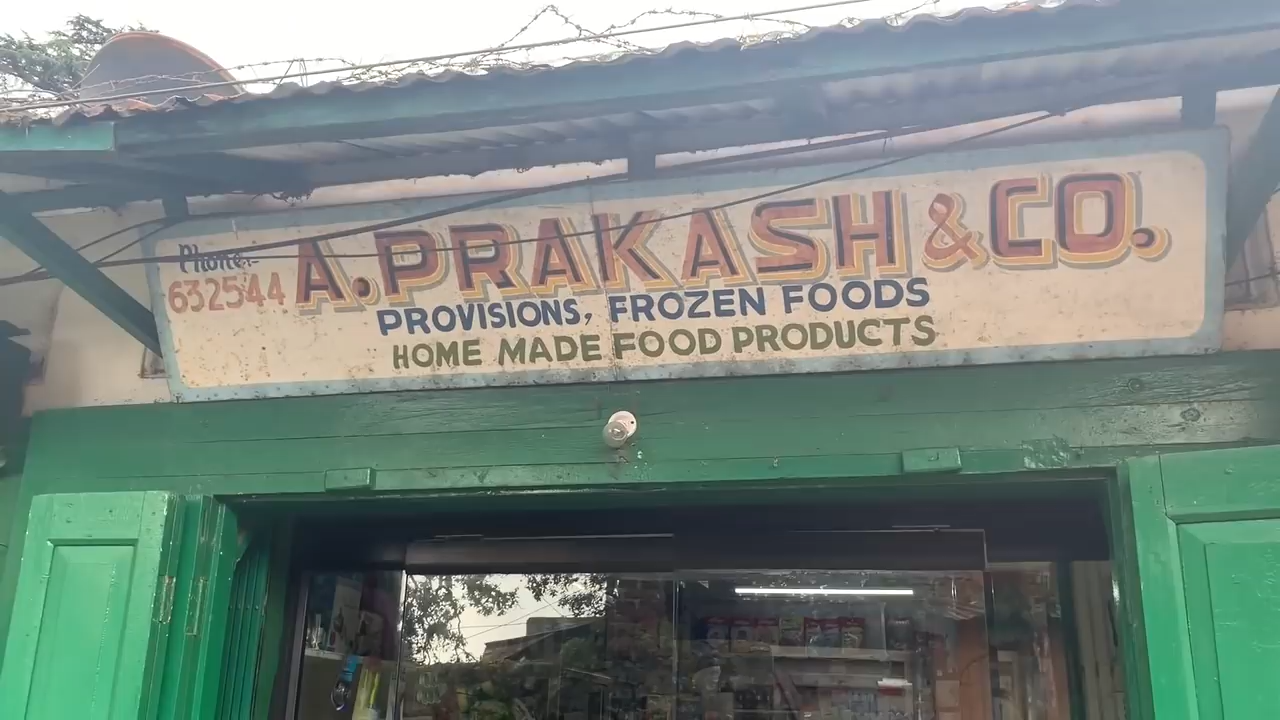 Phone:-
632544
A. PRAKASH & CO.
PROVISIONS, FROZEN FOODS
HOME MADE FOOD PRODUCTS